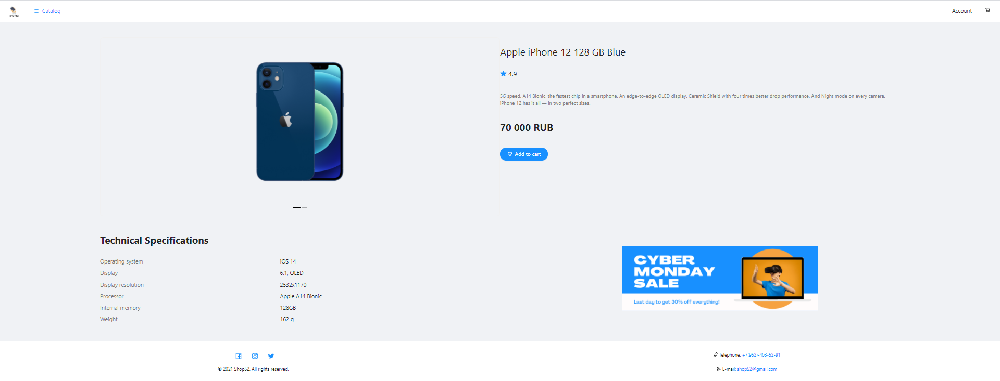 SHOP52
Catalog
Account
Apple iPhone 12 128 GB Blue
4.9
5G speed. A14 Bionic, the fastest chip in a smartphone. An edge-to-edge OLED display. Ceramic Shield with four times better drop performance. And Night mode on every camera.
iPhone 12 has it all — in two perfect sizes.
70 000 RUB
Add to cart
Technical Specifications
Operating system iOS 14
Display 6.1, OLED
Display resolution 2532x1170
Processor Apple A14 Bionic
Internal memory 128GB
Weight 162 g
CYBER
MONDAY
SALE
Last day to get 30% off everything!
© 2021 Shop52. All rights reserved.
Telephone: +7(952)-463-52-91
E-mail: shop52@gmail.com